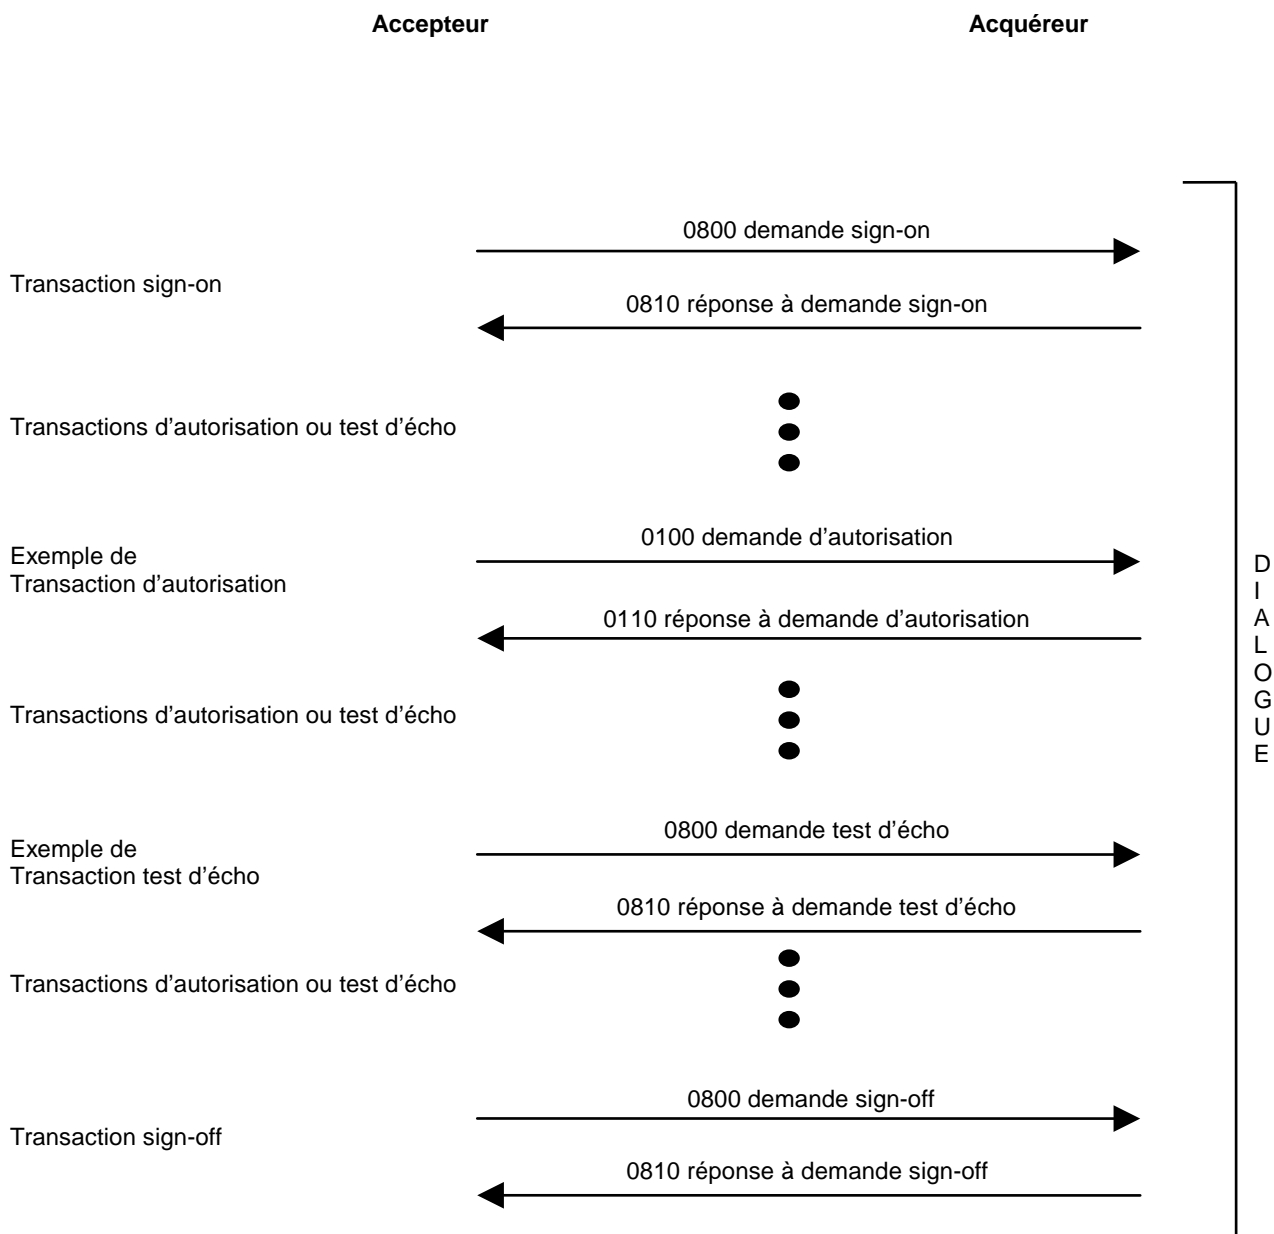 Accepteur
Acquéreur
0800 demande sign-on
Transaction sign-on
0810 réponse à demande sign-on
Transactions d’autorisation ou test d’écho
0100 demande d’autorisation
Exemple de
Transaction d’autorisation
0110 réponse à demande d’autorisation
Transactions d’autorisation ou test d’écho
0800 demande test d’écho
Exemple de
Transaction test d’écho
0810 réponse à demande test d’écho
Transactions d’autorisation ou test d’écho
0800 demande sign-off
Transaction sign-off
0810 réponse à demande sign-off
D
I
A
L
O
G
U
E